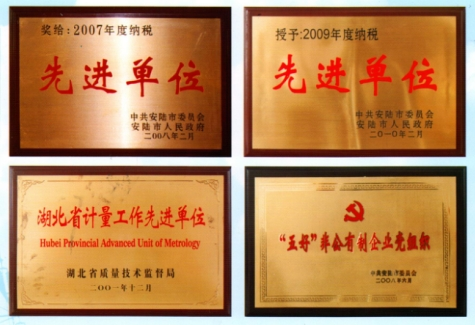 奖给:2007年度纳税
先进单位
中共安陆市委员会
安陆市人民政府
二〇〇八年二月
授予:2009年度纳税
先进单位
中共安陆市委员会
安陆市人民政府
二〇一〇年二月
湖北省计量工作先进单位
Hubei Provincial Advanced Unit of Metrology
湖北省质量技术监督局
二〇〇一年十二月
“五好”非公有制企业党组织
二〇〇八年